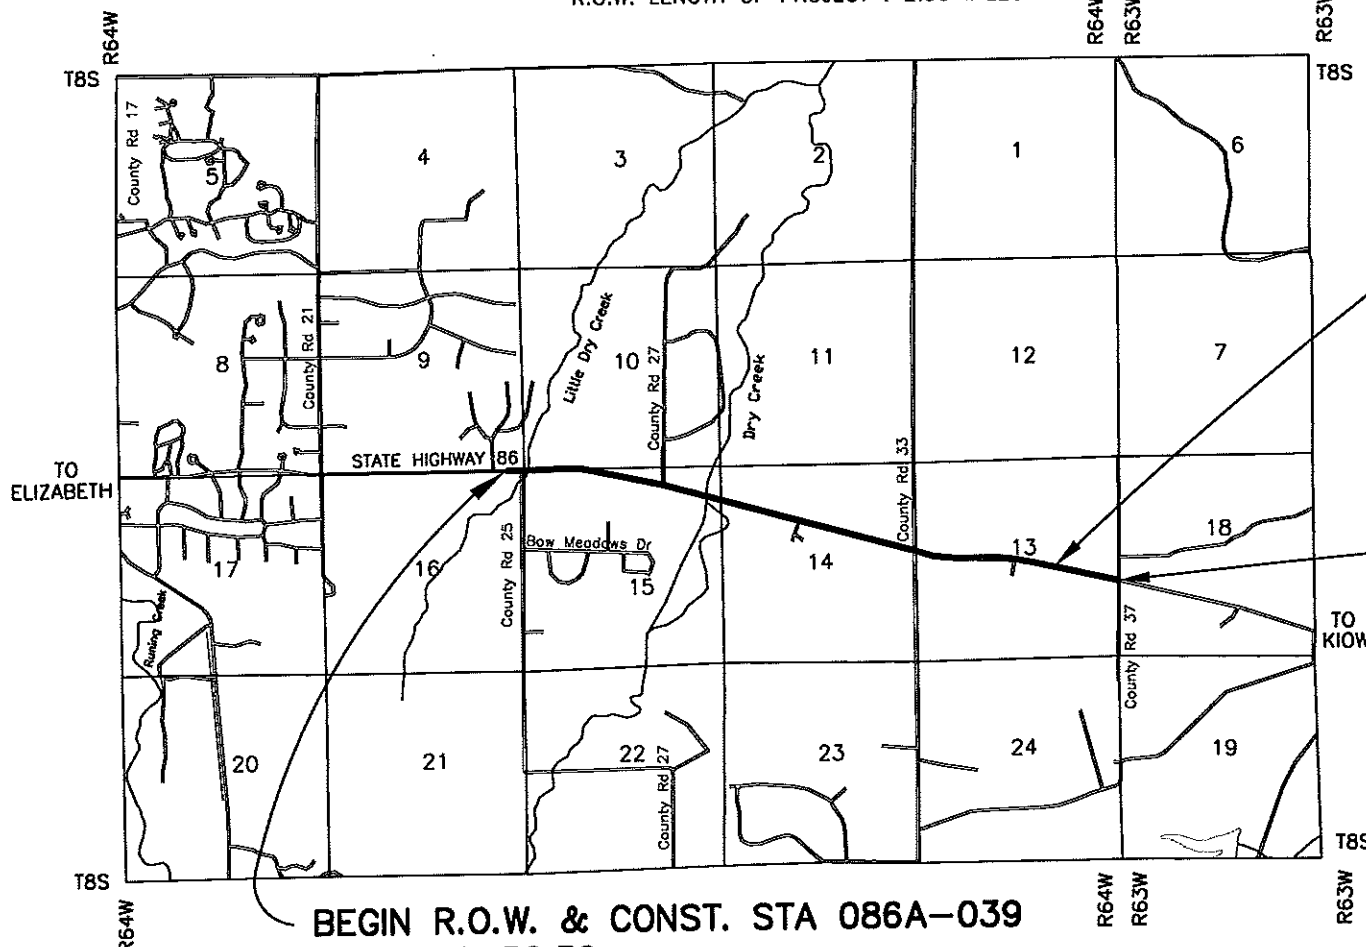 R64W
R64W
R63W
T8S
T8S
County Rd 17
5
4
3
2
1
6
8
County Rd 21
9
Little Dry Creek
10
County Rd 27
Dry Creek
11
12
7
County Rd 33
TO
ELIZABETH
STATE HIGHWAY 86
17
16
County Rd 25
Bow Meadows Dr
15
14
13
18
Runing Creek
TO
County Rd 37
20
21
22
County Rd 27
23
24
19
T8S
T8S
R64W
R64W
R63W
R63W
BEGIN R.O.W. & CONST. STA 086A-039